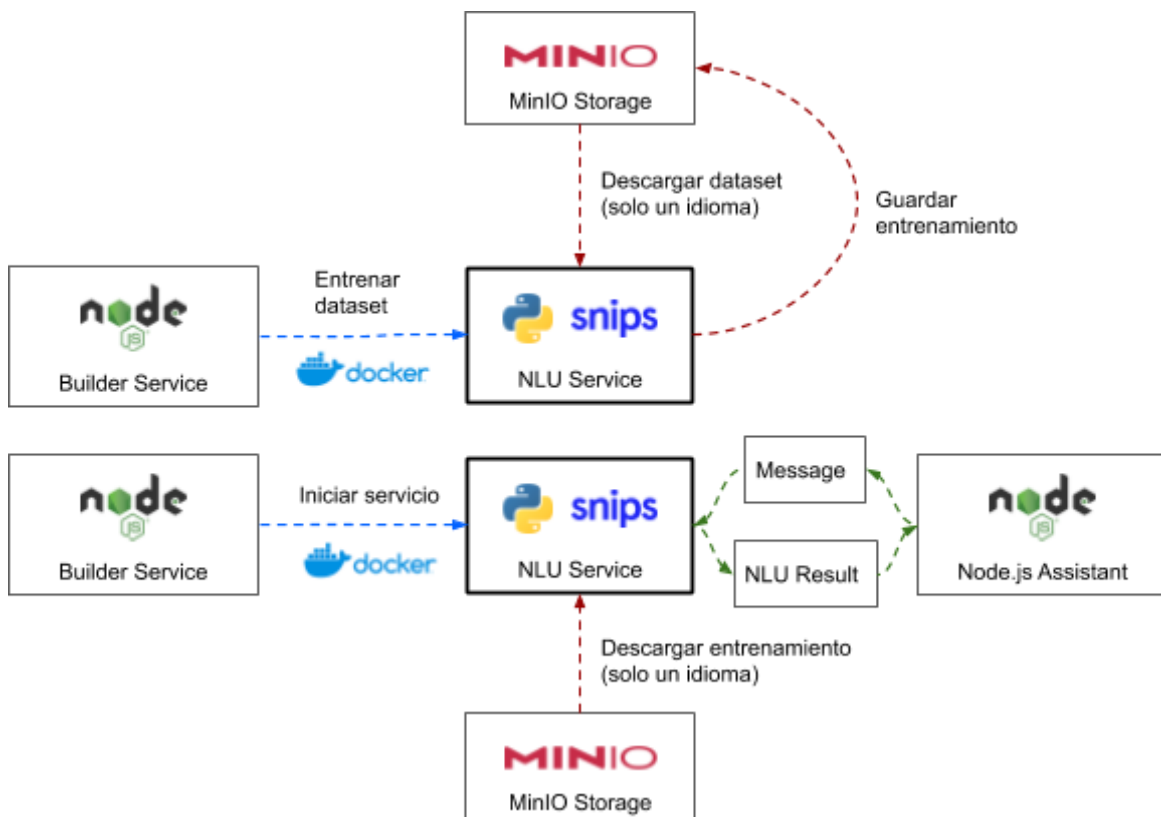 MINIO
MinIO Storage
Descargar dataset
(solo un idioma)
Guardar
entrenamiento
node
JS
Builder Service
Entrenar
dataset
docker
snips
NLU Service
node
JS
Builder Service
Iniciar servicio
docker
snips
NLU Service
Message
NLU Result
node
JS
Node.js Assistant
Descargar entrenamiento
(solo un idioma)
MINIO
MinIO Storage